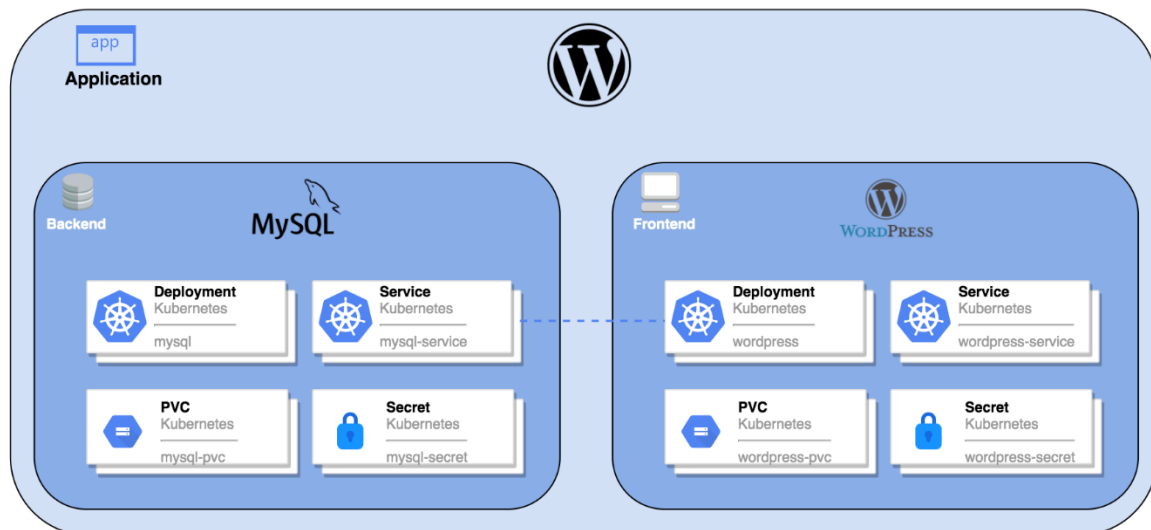 app
Application
W
Backend
MySQL
Deployment
Kubernetes
mysql
Service
Kubernetes
mysql-service
PVC
Kubernetes
mysql-pvc
Secret
Kubernetes
mysql-secret
Frontend
W
WORDPRESS
Deployment
Kubernetes
wordpress
Service
Kubernetes
wordpress-service
PVC
Kubernetes
wordpress-pvc
Secret
Kubernetes
wordpress-secret